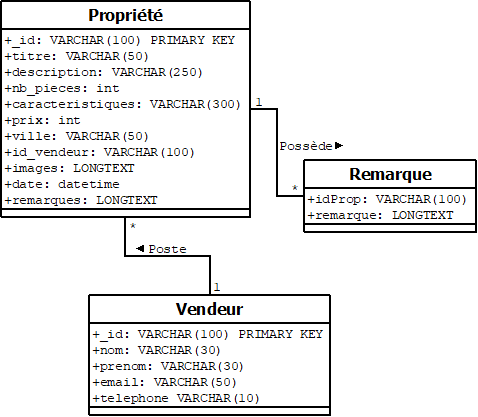 Propriété
+_id: VARCHAR(100) PRIMARY KEY
+titre: VARCHAR(50)
+description: VARCHAR(250)
+nb_pieces: int
+caracteristiques: VARCHAR(300)
+prix: int
+ville: VARCHAR(50)
+id_vendeur: VARCHAR(100)
+images: LONGTEXT
+date: datetime
+remarques: LONGTEXT
1
Possède►
*
Remarque
+idProp: VARCHAR(100)
+remarque: LONGTEXT
*
◄ Poste
1
Vendeur
+_id: VARCHAR(100) PRIMARY KEY
+nom: VARCHAR(30)
+prenom: VARCHAR(30)
+email: VARCHAR(50)
+telephone VARCHAR(10)